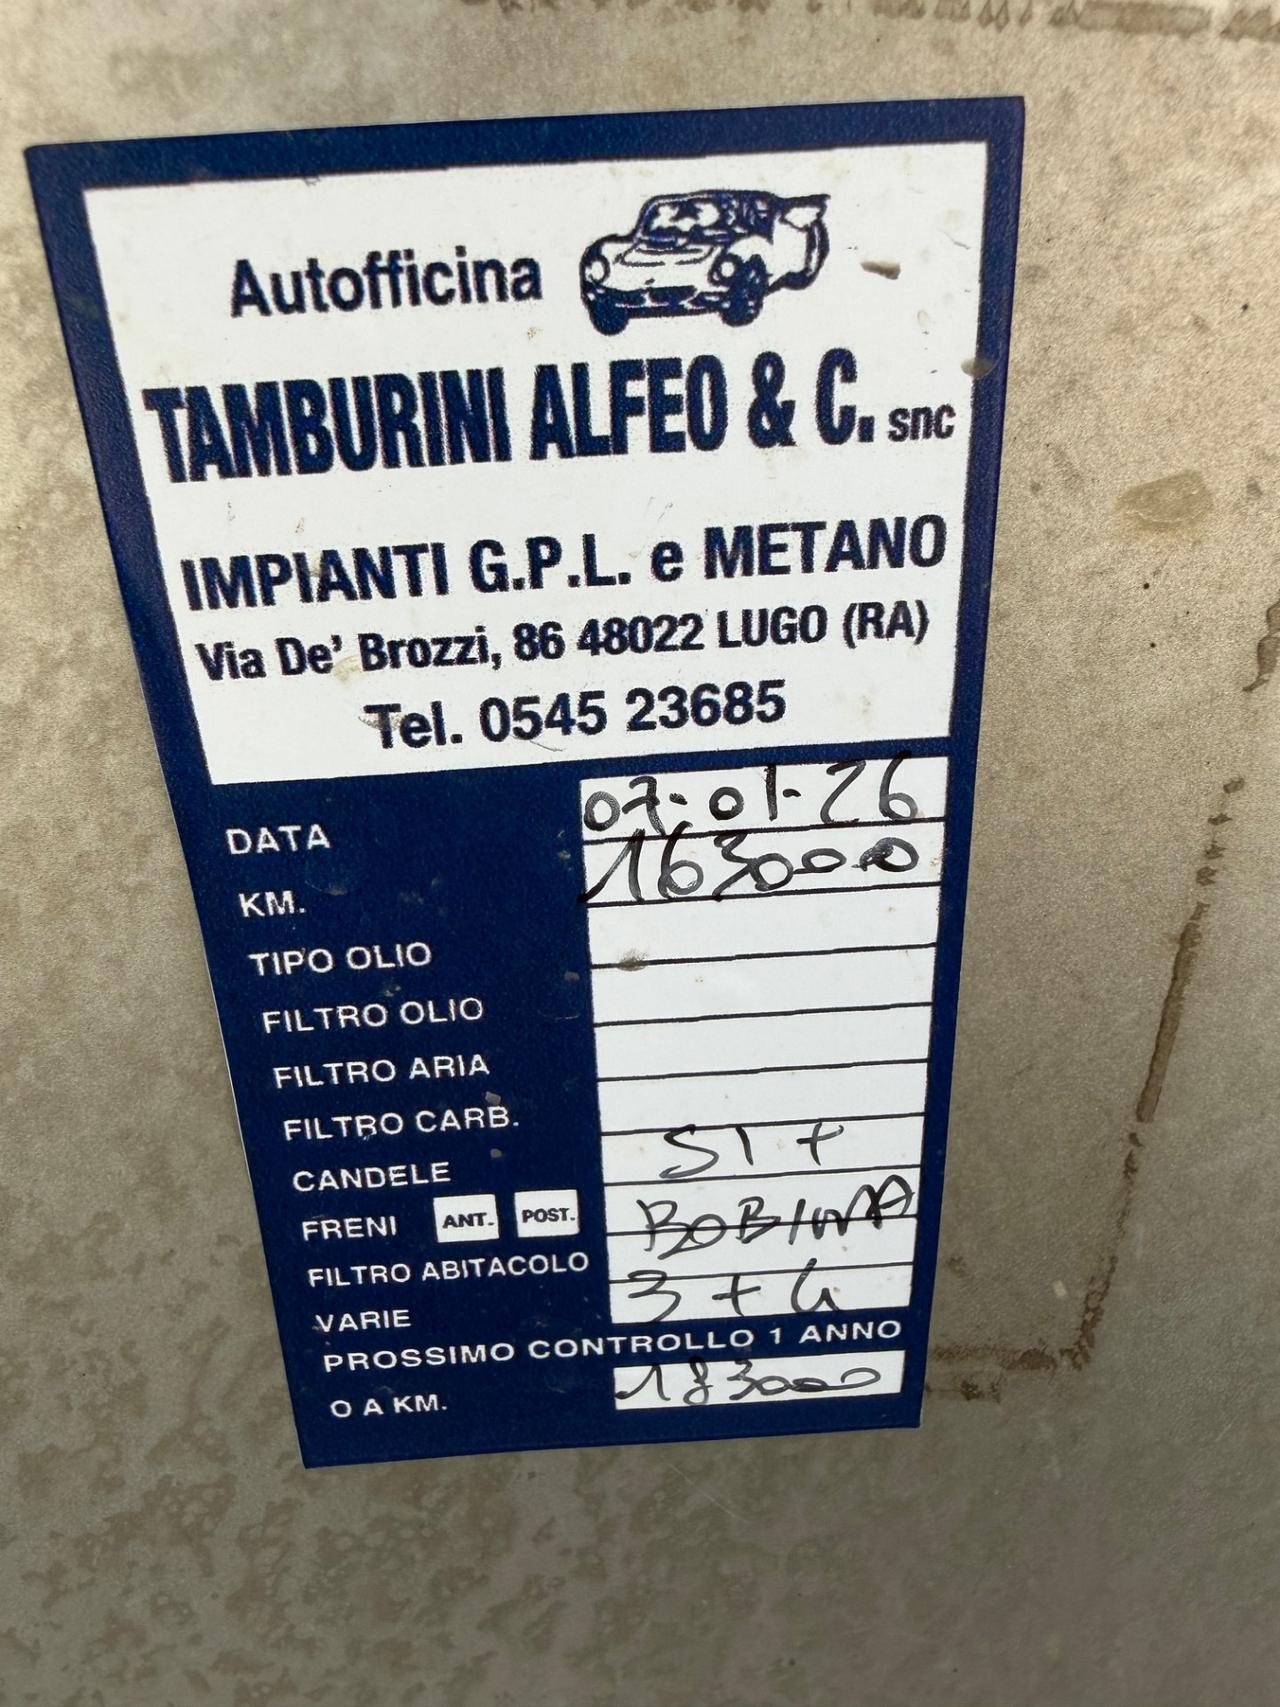 Autofficina
TAMBURINI ALFEO & C. snc
IMPIANTI G.P.L. e METANO
Via De' Brozzi, 86 48022 LUGO (RA)
Tel. 0545 23685
DATA 07-01-26
KM. 163000
TIPO OLIO
FILTRO OLIO
FILTRO ARIA
FILTRO CARB.
CANDELE SI +
FRENI ANT. POST. BOBINA
FILTRO ABITACOLO
VARIE 3 + 4
PROSSIMO CONTROLLO 1 ANNO
O A KM. 183000